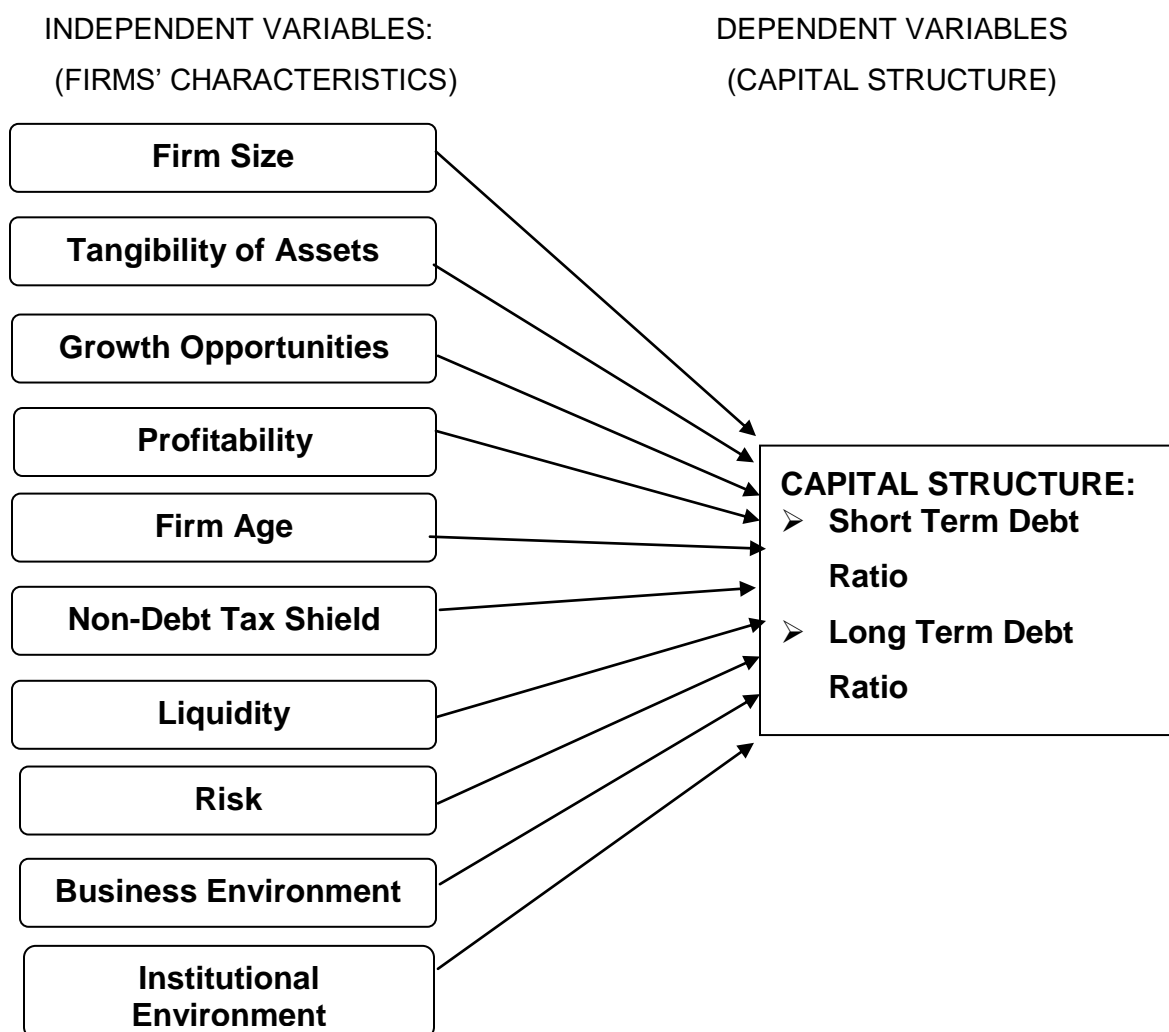 INDEPENDENT VARIABLES:
(FIRMS’ CHARACTERISTICS)
DEPENDENT VARIABLES
(CAPITAL STRUCTURE)
Firm Size
Tangibility of Assets
Growth Opportunities
Profitability
Firm Age
Non-Debt Tax Shield
Liquidity
Risk
Business Environment
Institutional
Environment
CAPITAL STRUCTURE:
➢ Short Term Debt
Ratio
➢ Long Term Debt
Ratio